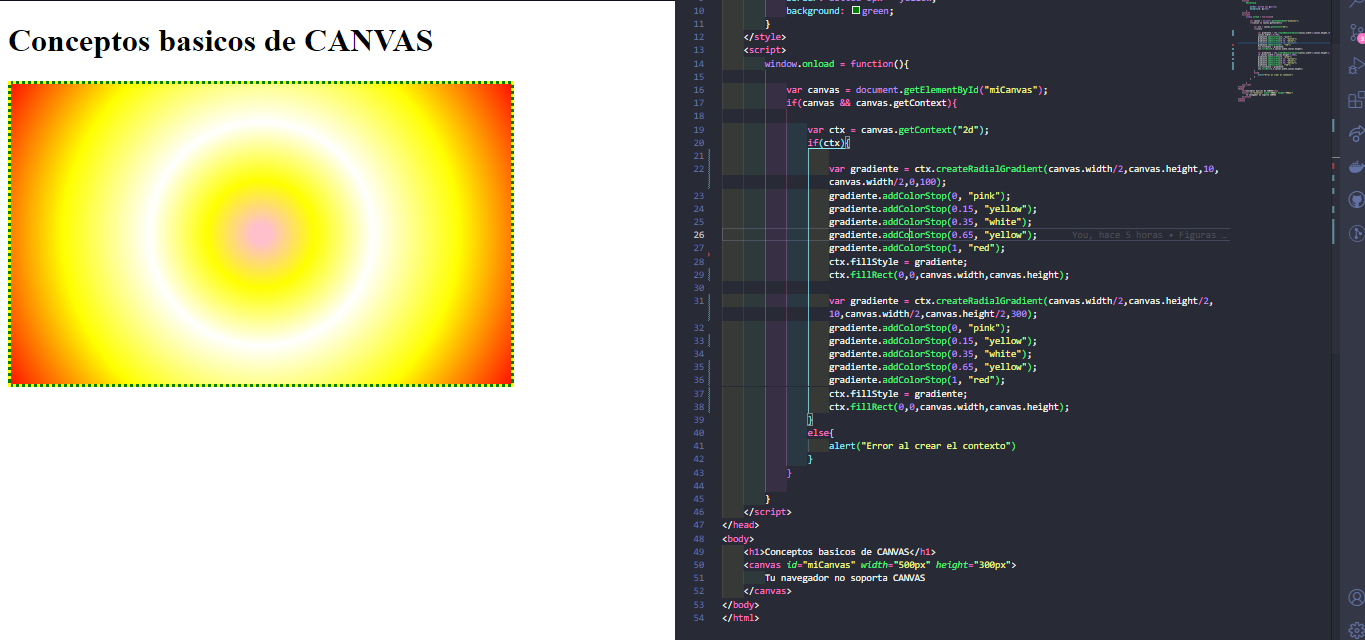 Conceptos basicos de CANVAS
10 background: green;
11 }
12 </style>
13 <script>
14 window.onload = function(){
15
16 var canvas = document.getElementById("miCanvas");
17 if(canvas && canvas.getContext){
18
19 var ctx = canvas.getContext("2d");
20 if(ctx){
21
22 var gradiente = ctx.createRadialGradient(canvas.width/2,canvas.height,10,
canvas.width/2,0,100);
23 gradiente.addColorStop(0, "pink");
24 gradiente.addColorStop(0.15, "yellow");
25 gradiente.addColorStop(0.35, "white");
26 gradiente.addColorStop(0.65, "yellow"); You, hace 5 horas • Figuras …
27 gradiente.addColorStop(1, "red");
28 ctx.fillStyle = gradiente;
29 ctx.fillRect(0,0,canvas.width,canvas.height);
30
31 var gradiente = ctx.createRadialGradient(canvas.width/2,canvas.height/2,
10,canvas.width/2,canvas.height/2,300);
32 gradiente.addColorStop(0, "pink");
33 gradiente.addColorStop(0.15, "yellow");
34 gradiente.addColorStop(0.35, "white");
35 gradiente.addColorStop(0.65, "yellow");
36 gradiente.addColorStop(1, "red");
37 ctx.fillStyle = gradiente;
38 ctx.fillRect(0,0,canvas.width,canvas.height);
39 }
40 else{
41 alert("Error al crear el contexto")
42 }
43 }
44
45 }
46 </script>
47 </head>
48 <body>
49 <h1>Conceptos basicos de CANVAS</h1>
50 <canvas id="miCanvas" width="500px" height="300px">
51 Tu navegador no soporta CANVAS
52 </canvas>
53 </body>
54 </html>